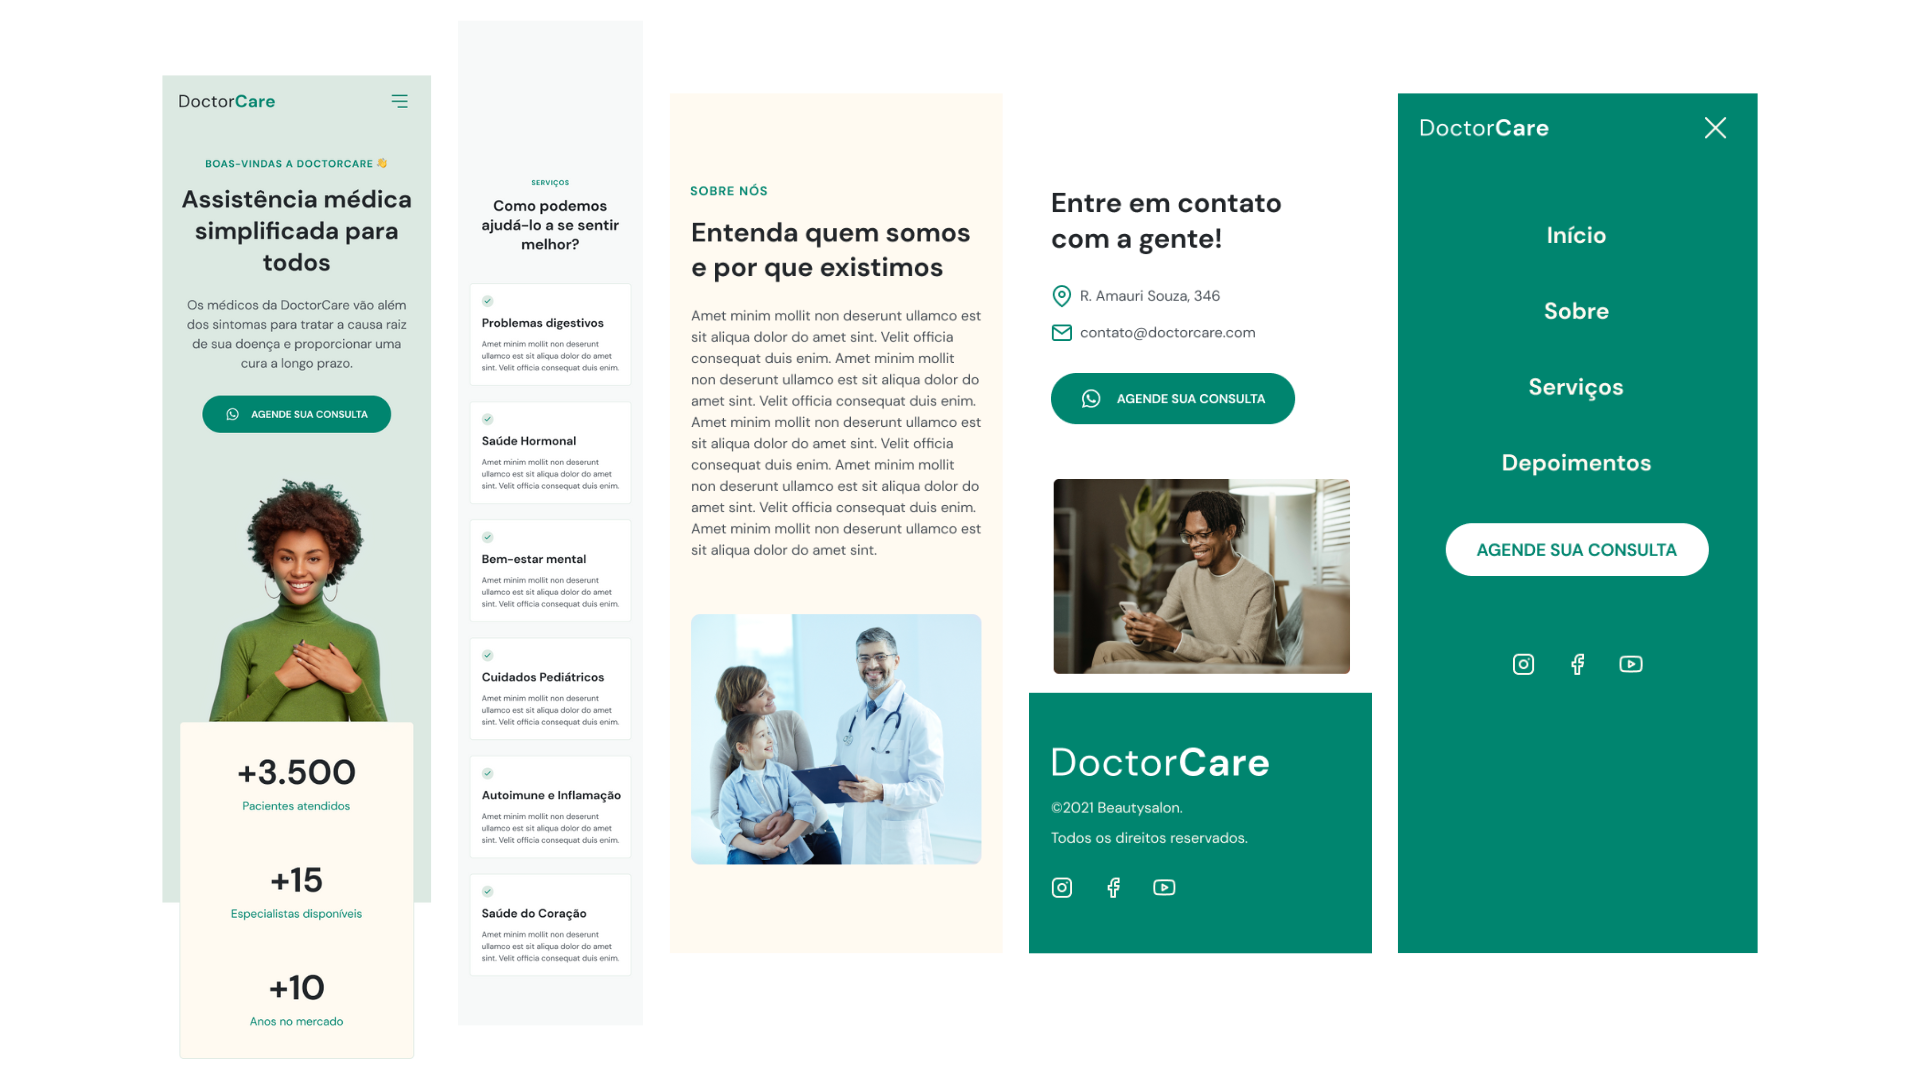 DoctorCare
BOAS-VINDAS A DOCTORCARE 👋
Assistência médica
simplificada para
todos
Os médicos da DoctorCare vão além
dos sintomas para tratar a causa raiz
de sua doença e proporcionar uma
cura a longo prazo.
AGENDE SUA CONSULTA
+3.500
Pacientes atendidos
+15
Especialistas disponíveis
+10
Anos no mercado
SERVIÇOS
Como podemos
ajudá-lo a se sentir
melhor?
Problemas digestivos
Amet minim mollit non deserunt
ullamco est sit aliqua dolor do amet
sint. Velit officia consequat duis enim.
Saúde Hormonal
Amet minim mollit non deserunt
ullamco est sit aliqua dolor do amet
sint. Velit officia consequat duis enim.
Bem-estar mental
Amet minim mollit non deserunt
ullamco est sit aliqua dolor do amet
sint. Velit officia consequat duis enim.
Cuidados Pediátricos
Amet minim mollit non deserunt
ullamco est sit aliqua dolor do amet
sint. Velit officia consequat duis enim.
Autoimune e Inflamação
Amet minim mollit non deserunt
ullamco est sit aliqua dolor do amet
sint. Velit officia consequat duis enim.
Saúde do Coração
Amet minim mollit non deserunt
ullamco est sit aliqua dolor do amet
sint. Velit officia consequat duis enim.
SOBRE NÓS
Entenda quem somos
e por que existimos
Amet minim mollit non deserunt ullamco est
sit aliqua dolor do amet sint. Velit officia
consequat duis enim. Amet minim mollit
non deserunt ullamco est sit aliqua dolor do
amet sint. Velit officia consequat duis enim.
Amet minim mollit non deserunt ullamco est
sit aliqua dolor do amet sint. Velit officia
consequat duis enim. Amet minim mollit
non deserunt ullamco est sit aliqua dolor do
amet sint. Velit officia consequat duis enim.
Amet minim mollit non deserunt ullamco est
sit aliqua dolor do amet sint.
Entre em contato
com a gente!
R. Amauri Souza, 346
contato@doctorcare.com
AGENDE SUA CONSULTA
DoctorCare
©2021 Beautysalon.
Todos os direitos reservados.
DoctorCare
Início
Sobre
Serviços
Depoimentos
AGENDE SUA CONSULTA